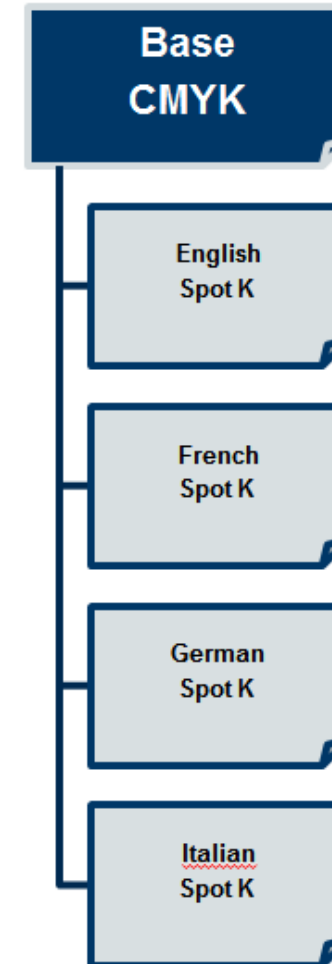 Base
CMYK
English
Spot K
French
Spot K
German
Spot K
Italian
Spot K